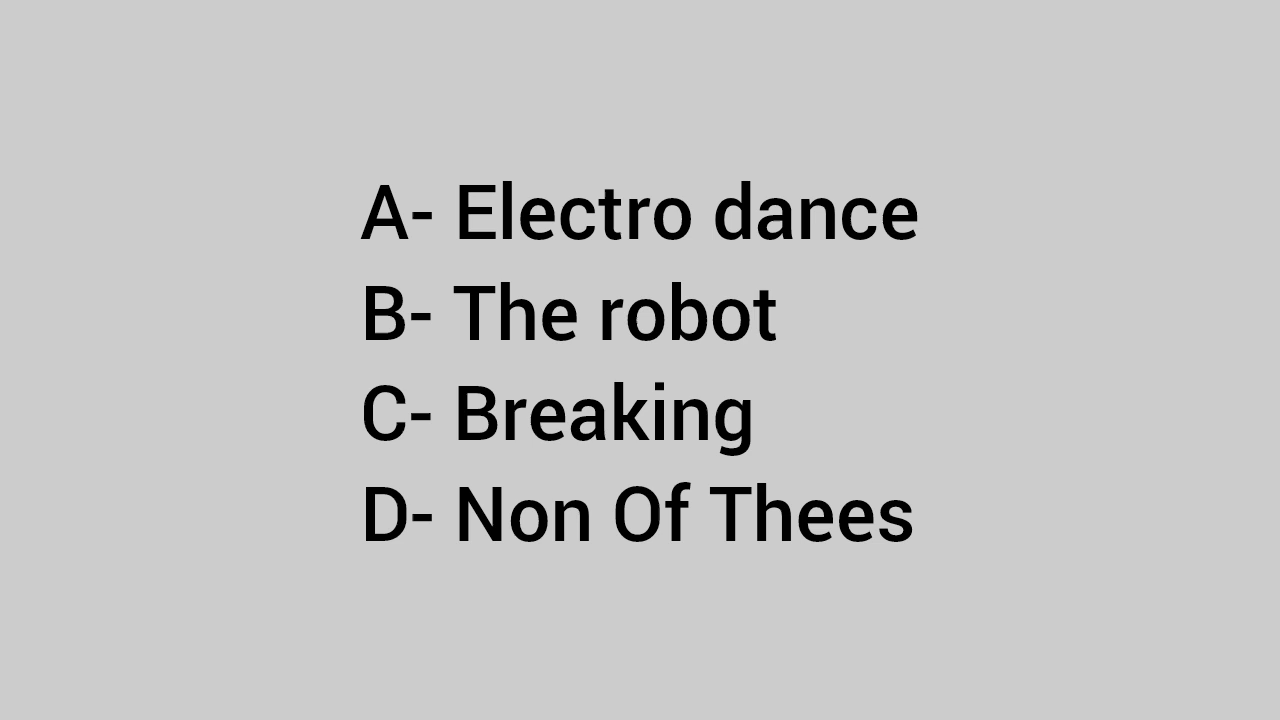 A- Electro dance
B- The robot
C- Breaking
D- Non Of Thees